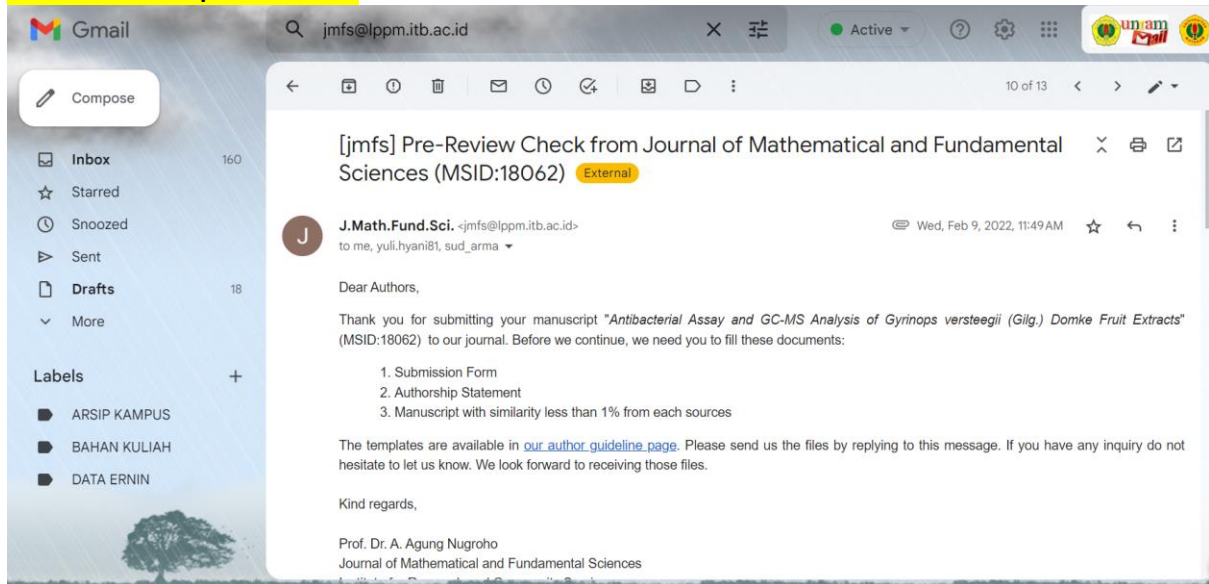 Gmail
jmfs@lppm.itb.ac.id
Active
unram
Mail
Compose
10 of 13
Inbox 160
Starred
Snoozed
Sent
Drafts 18
More
Labels
ARSIP KAMPUS
BAHAN KULIAH
DATA ERNIN
[jmfs] Pre-Review Check from Journal of Mathematical and Fundamental
Sciences (MSID:18062) External
J
J.Math.Fund.Sci. <jmfs@lppm.itb.ac.id> Wed, Feb 9, 2022, 11:49 AM
to me, yuli.hyani81, sud_arma
Dear Authors,
Thank you for submitting your manuscript "Antibacterial Assay and GC-MS Analysis of Gyrinops versteegii (Gilg.) Domke Fruit Extracts"
(MSID:18062) to our journal. Before we continue, we need you to fill these documents:
1. Submission Form
2. Authorship Statement
3. Manuscript with similarity less than 1% from each sources
The templates are available in our author guideline page. Please send us the files by replying to this message. If you have any inquiry do not
hesitate to let us know. We look forward to receiving those files.
Kind regards,
Prof. Dr. A. Agung Nugroho
Journal of Mathematical and Fundamental Sciences